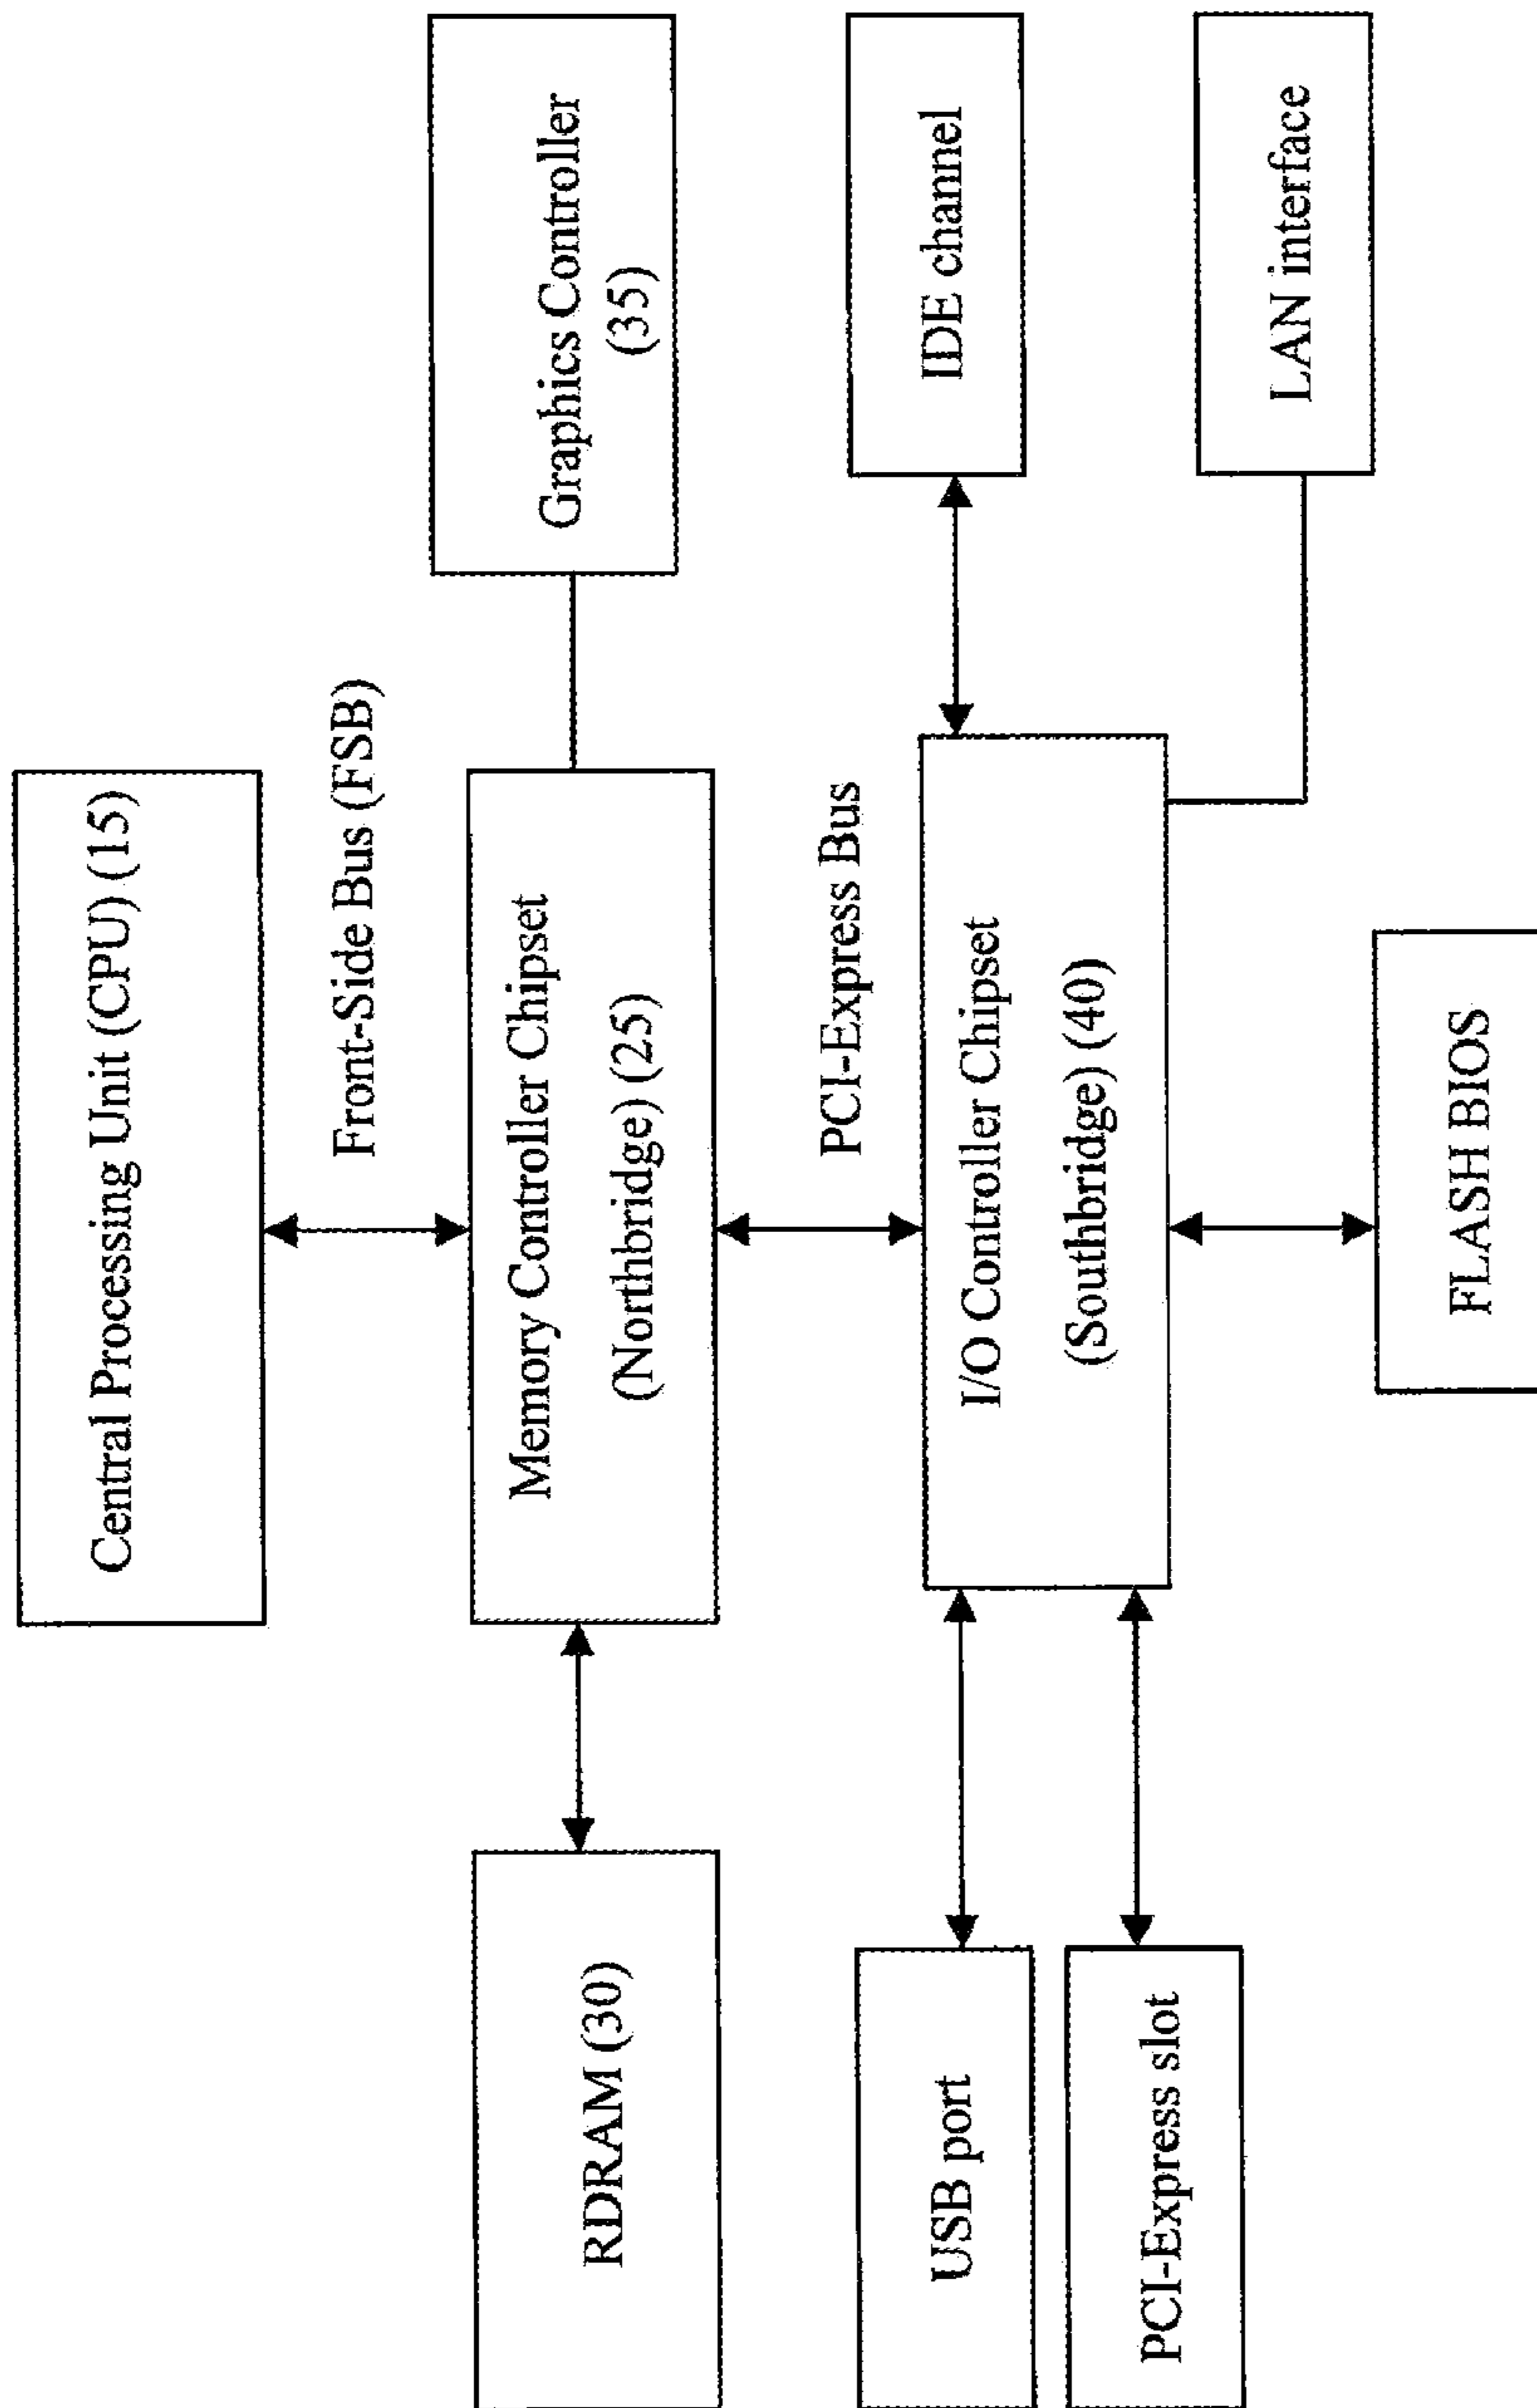 Central Processing Unit (CPU) (15)
Front-Side Bus (FSB)
RDRAM (30)
Memory Controller Chipset
(Northbridge) (25)
Graphics Controller
(35)
PCI-Express Bus
USB port
PCI-Express slot
I/O Controller Chipset
(Southbridge) (40)
IDE channel
LAN interface
FLASH BIOS